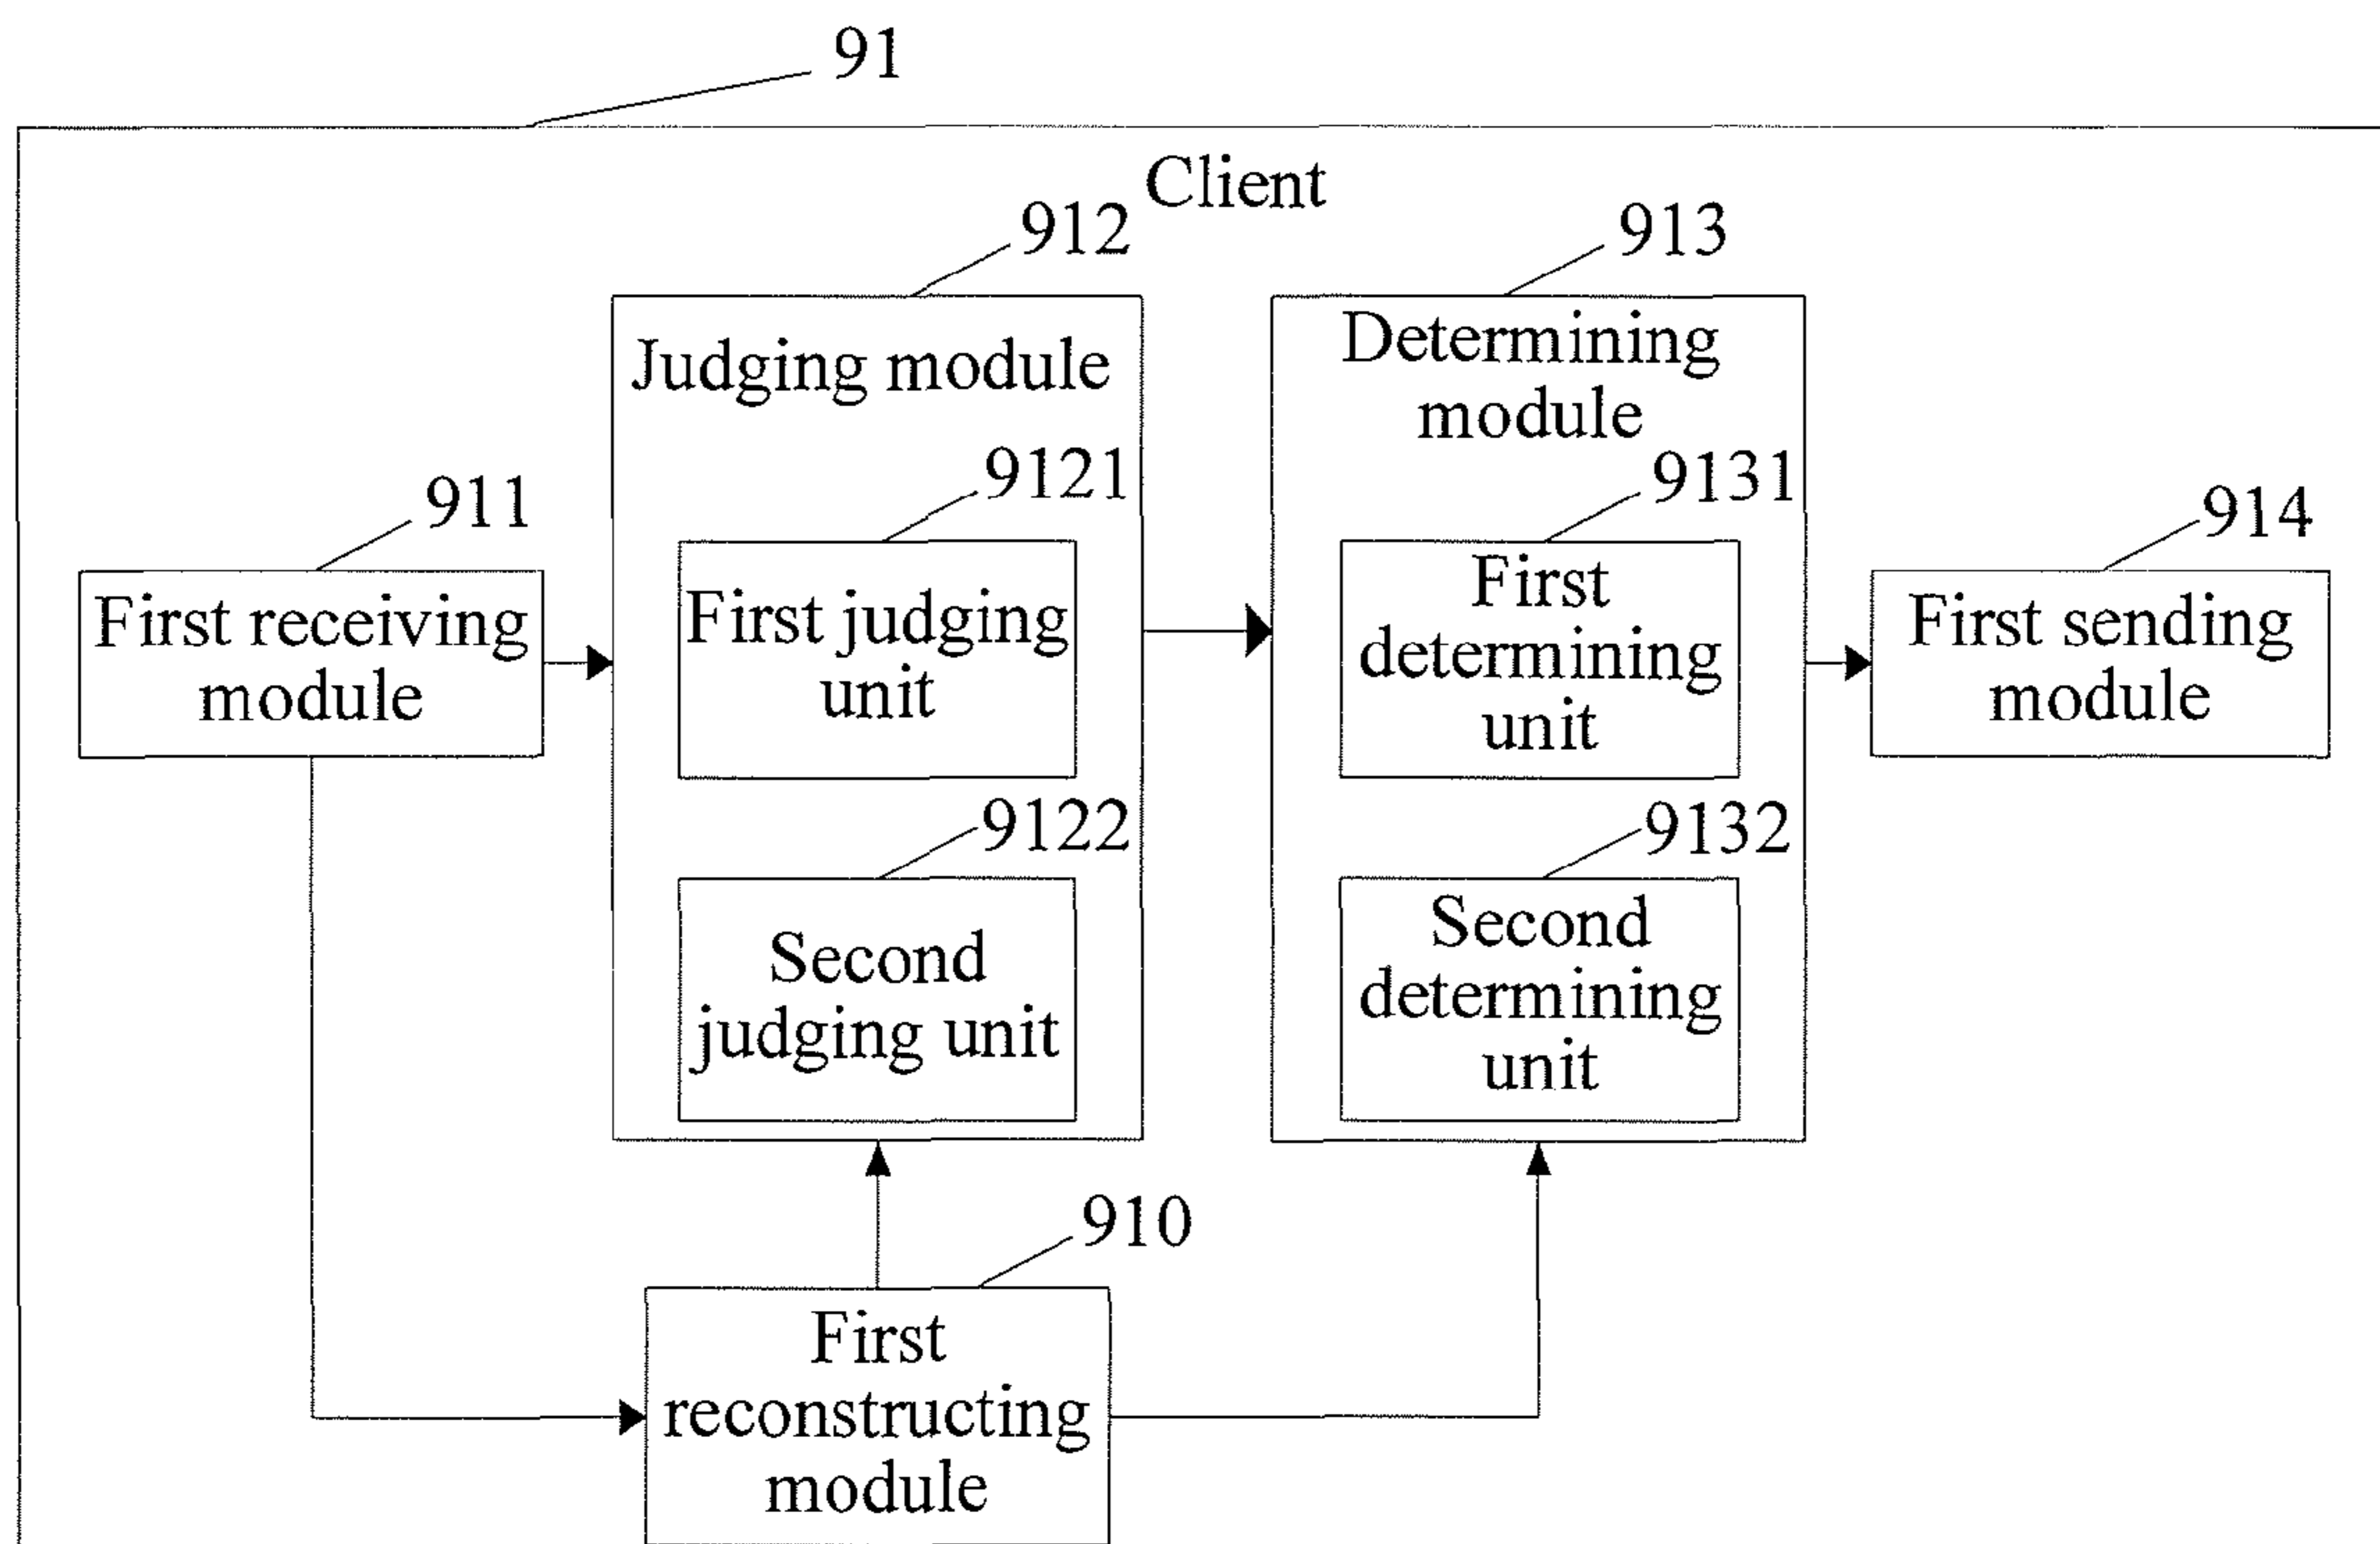 91
Client
912
913
Judging module
Determining
module
9121
9131
911
914
First receiving
module
First judging
unit
First
determining
unit
First sending
module
9122
9132
Second
judging unit
Second
determining
unit
910
First
reconstructing
module